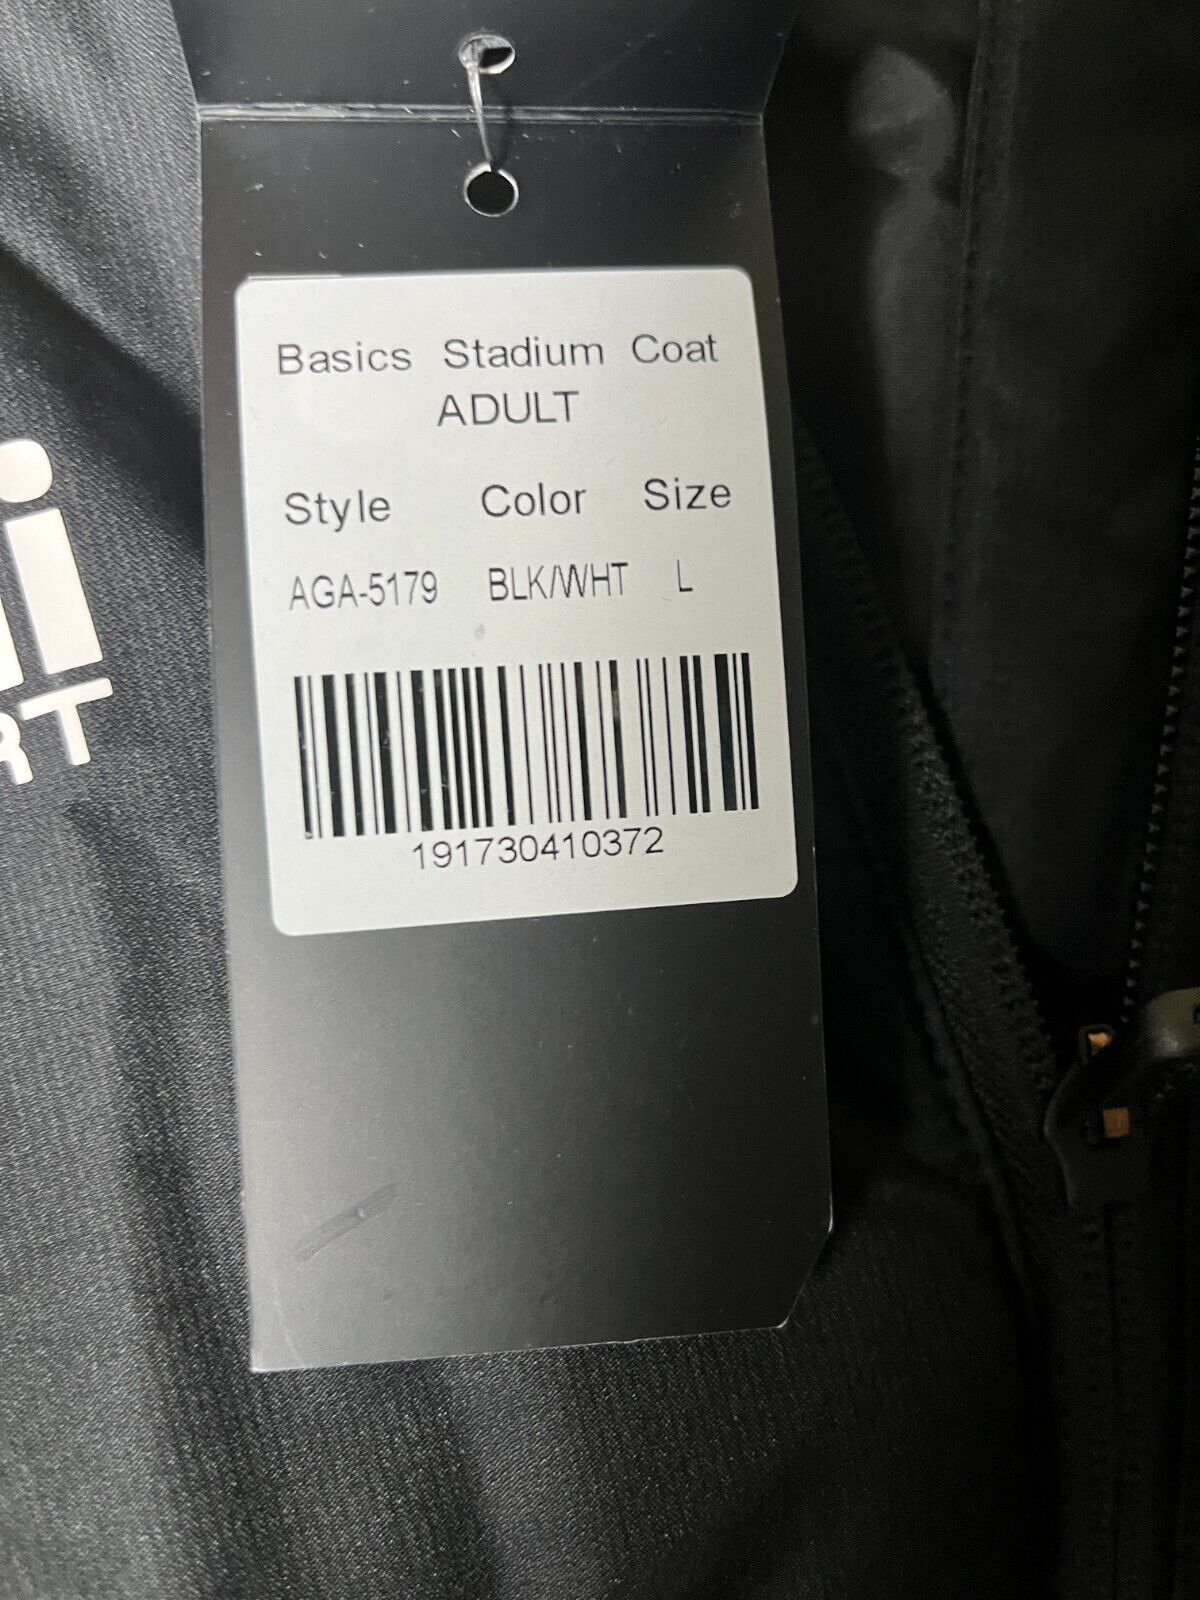 Basics Stadium Coat
ADULT
Style Color Size
AGA-5179 BLK/WHT L
191730410372